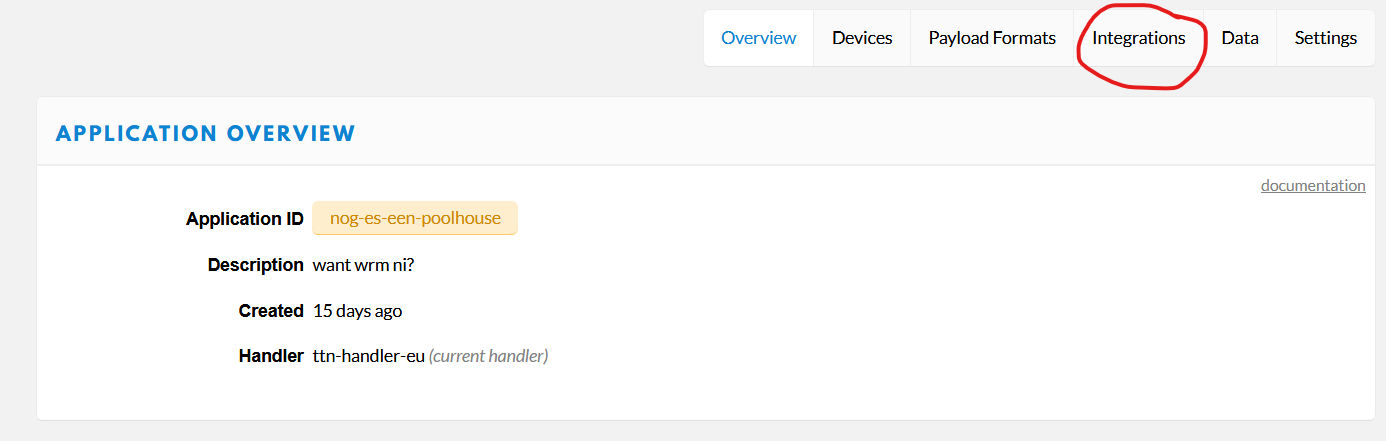 Overview Devices Payload Formats Integrations Data Settings
APPLICATION OVERVIEW
documentation
Application ID nog-es-een-poolhouse
Description want wrm ni?
Created 15 days ago
Handler ttn-handler-eu (current handler)